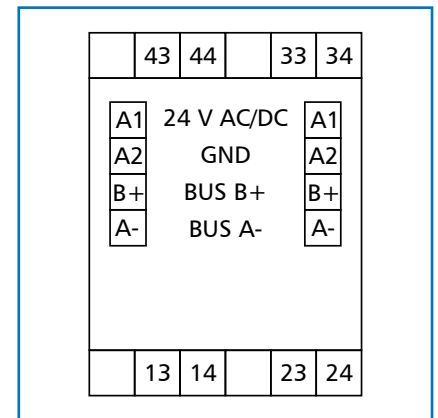 43 44 33 34
A1 24 V AC/DC A1
A2 GND A2
B+ BUS B+ B+
A- BUS A- A-
13 14 23 24